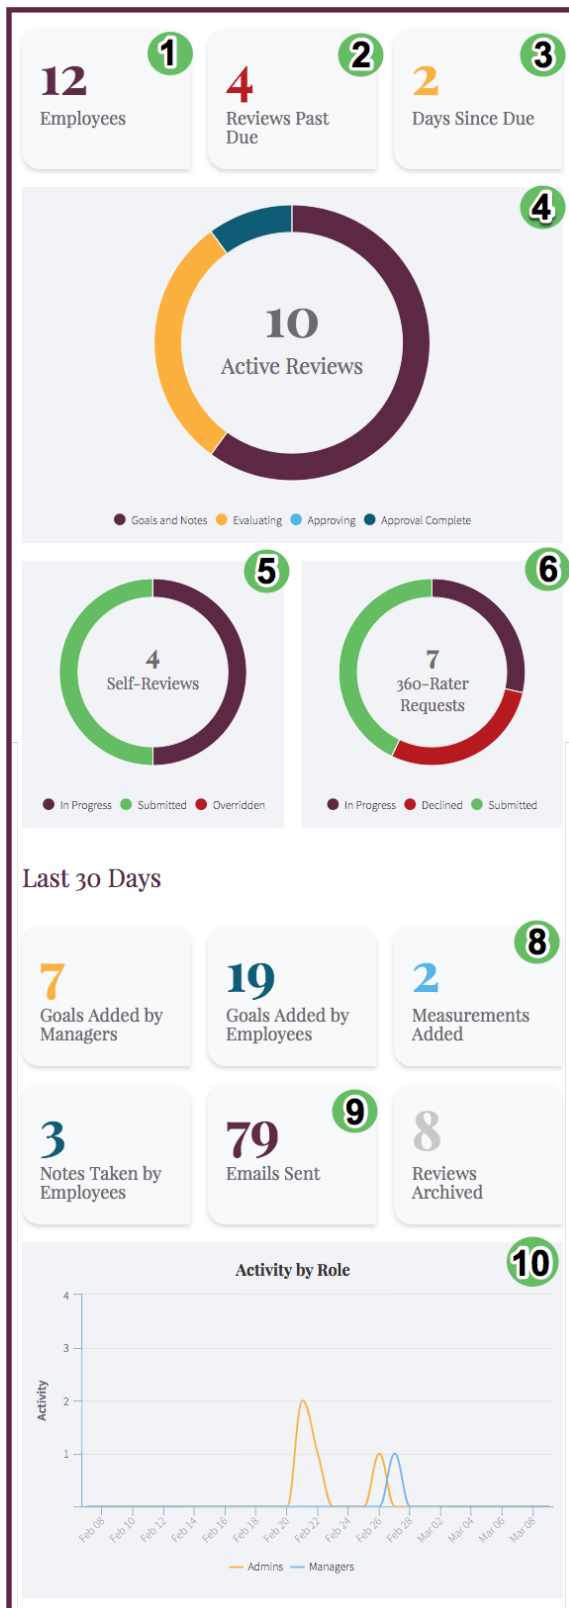 1
12
Employees
2
4
Reviews Past
Due
3
2
Days Since Due
4
10
Active Reviews
Goals and Notes Evaluating Approving Approval Complete
5
4
Self-Reviews
In Progress Submitted Overridden
6
7
360-Rater
Requests
In Progress Declined Submitted
Last 30 Days
7
Goals Added by
Managers
19
Goals Added by
Employees
8
2
Measurements
Added
3
Notes Taken by
Employees
9
79
Emails Sent
8
Reviews
Archived
10
Activity by Role
Activity
4
3
2
1
Feb 08 Feb 10 Feb 12 Feb 14 Feb 16 Feb 18 Feb 20 Feb 22 Feb 24 Feb 26 Feb 28 Mar 02 Mar 04 Mar 06 Mar 08
Admins Managers